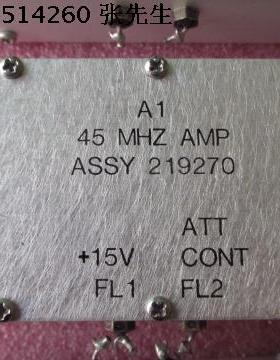 514260 张先生
A1
45 MHZ AMP
ASSY 219270
ATT
+15V CONT
FL1 FL2